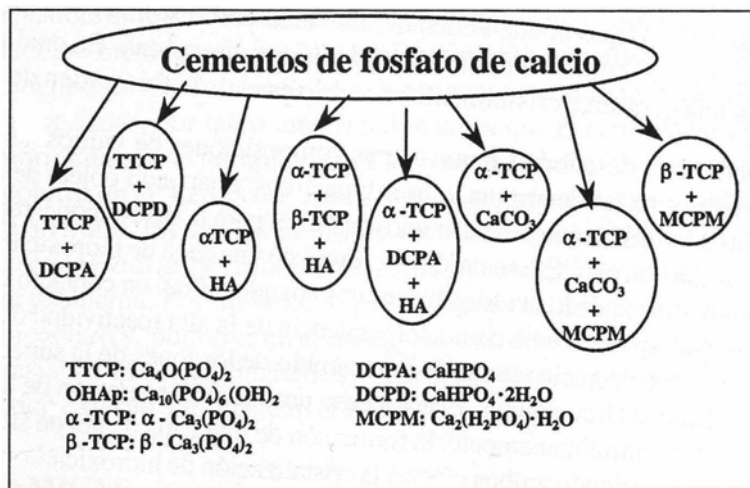 Cementos de fosfato de calcio
TTCP
+
DCPA
TTCP
+
DCPD
αTCP
+
HA
α-TCP
+
β-TCP
+
HA
α-TCP
+
DCPA
+
HA
α-TCP
+
CaCO₃
α-TCP
+
CaCO₃
+
MCPM
β-TCP
+
MCPM
TTCP: Ca₄O(PO₄)₂
OHAp: Ca₁₀(PO₄)₆(OH)₂
α-TCP: α- Ca₃(PO₄)₂
β-TCP: β- Ca₃(PO₄)₂
DCPA: CaHPO₄
DCPD: CaHPO₄·2H₂O
MCPM: Ca₂(H₂PO₄)·H₂O